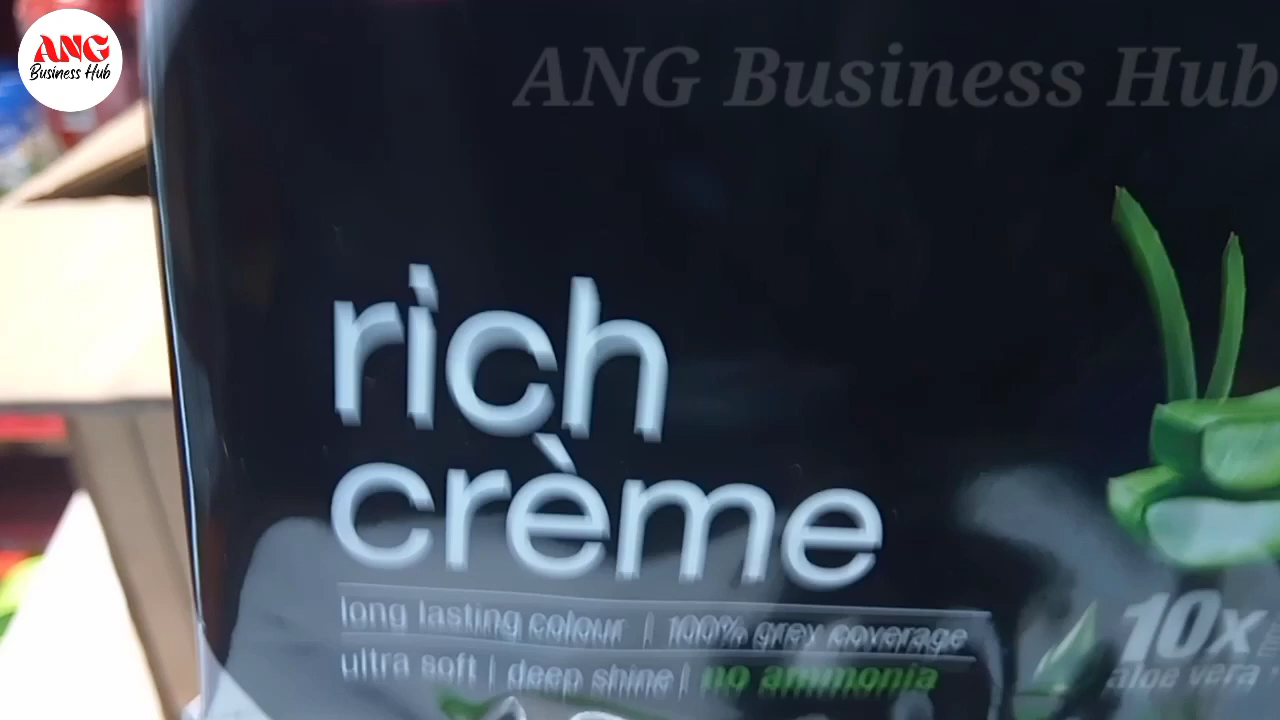 ANG
Business Hub
ANG Business Hub
rich
crème
long lasting colour | 100% grey coverage
ultra soft | deep shine | no ammonia
10x
aloe vera